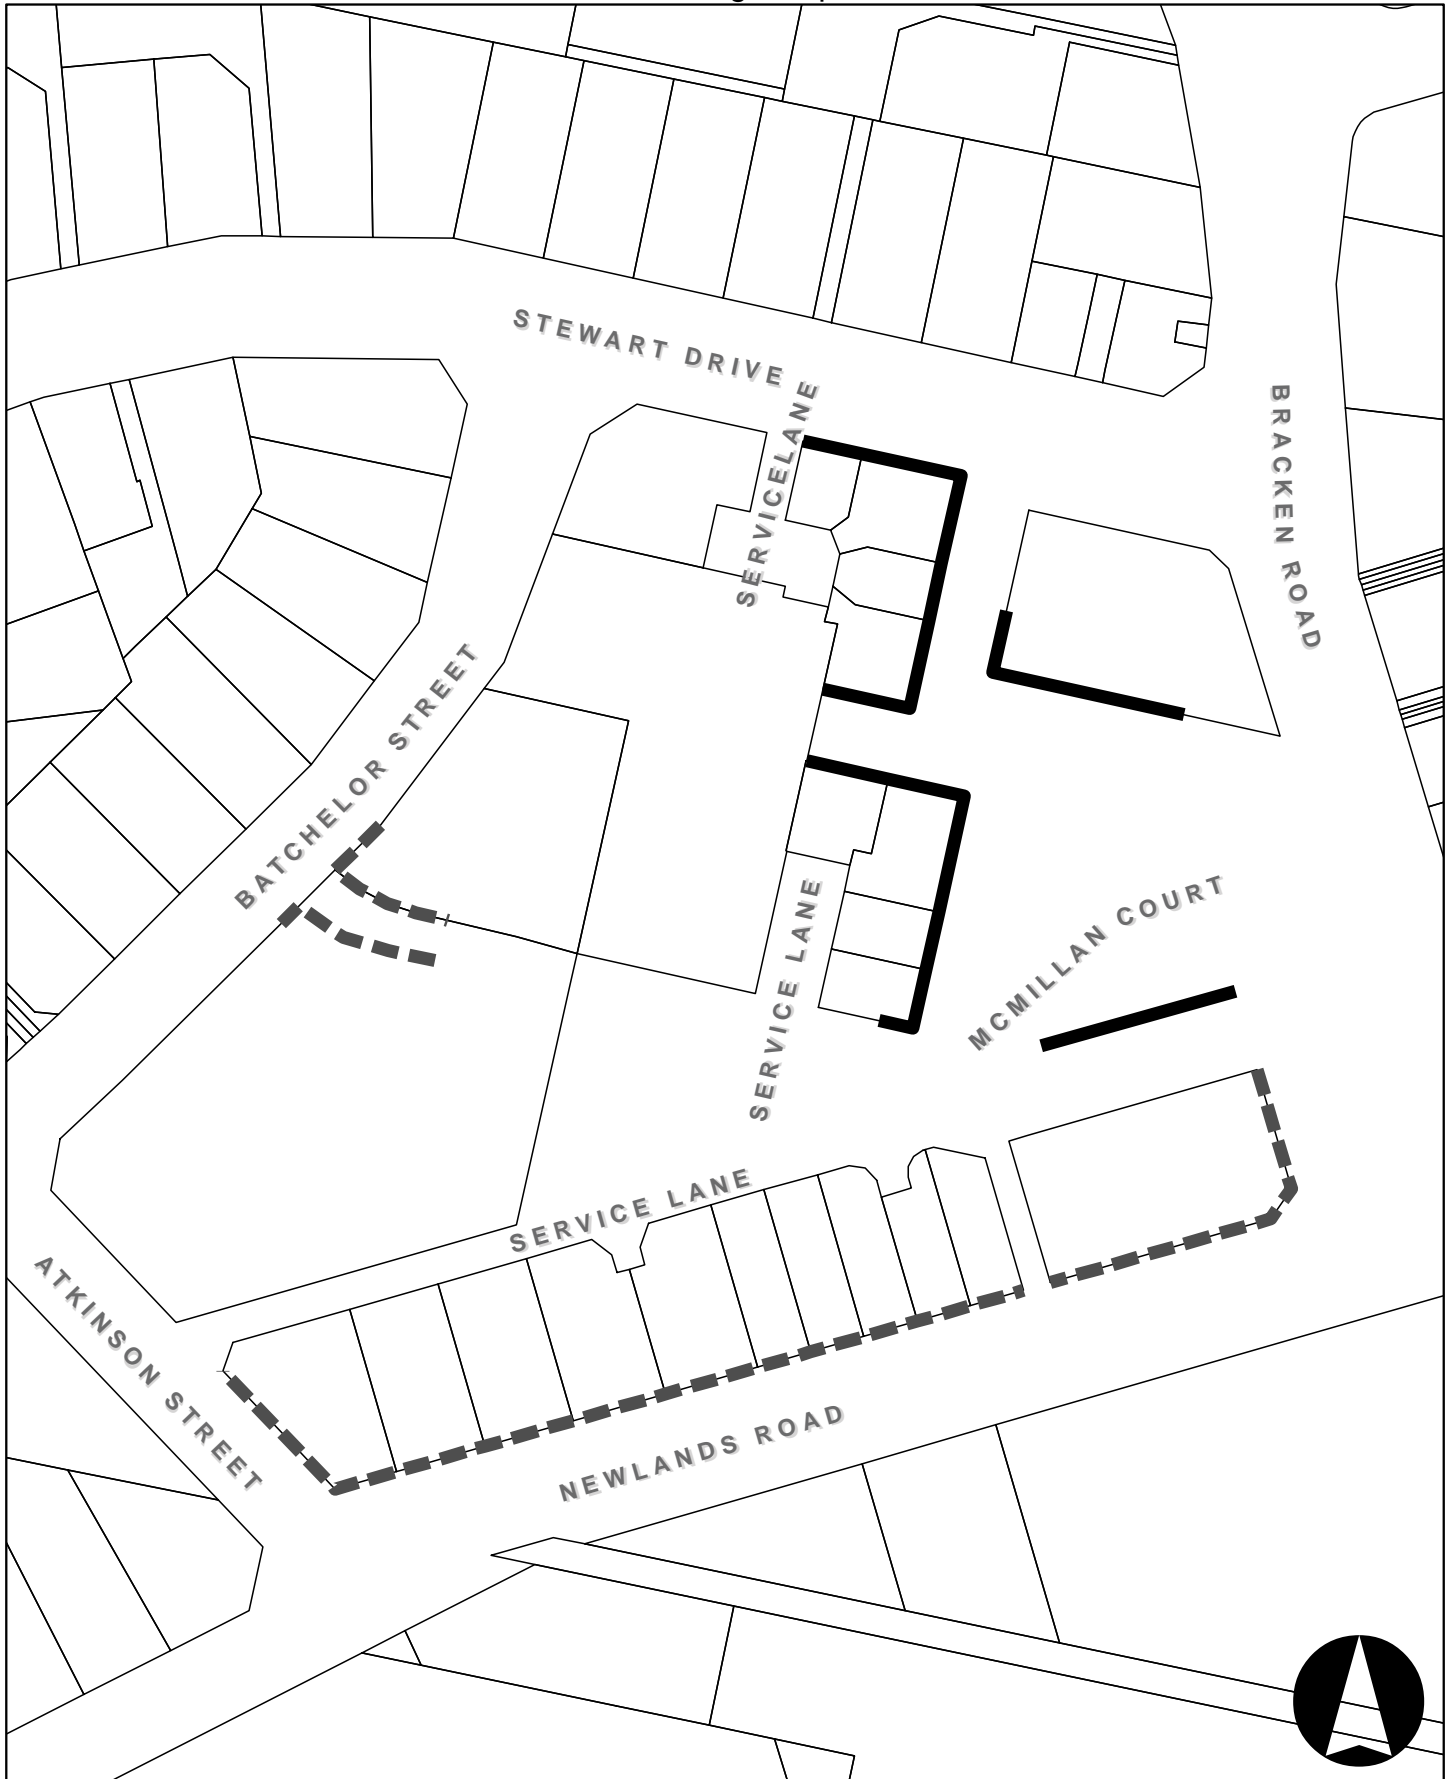 STEWART DRIVE
SERVICELANE
BRACKEN ROAD
BATCHELOR STREET
MCMILLAN COURT
SERVICE LANE
SERVICE LANE
ATKINSON STREET
NEWLANDS ROAD